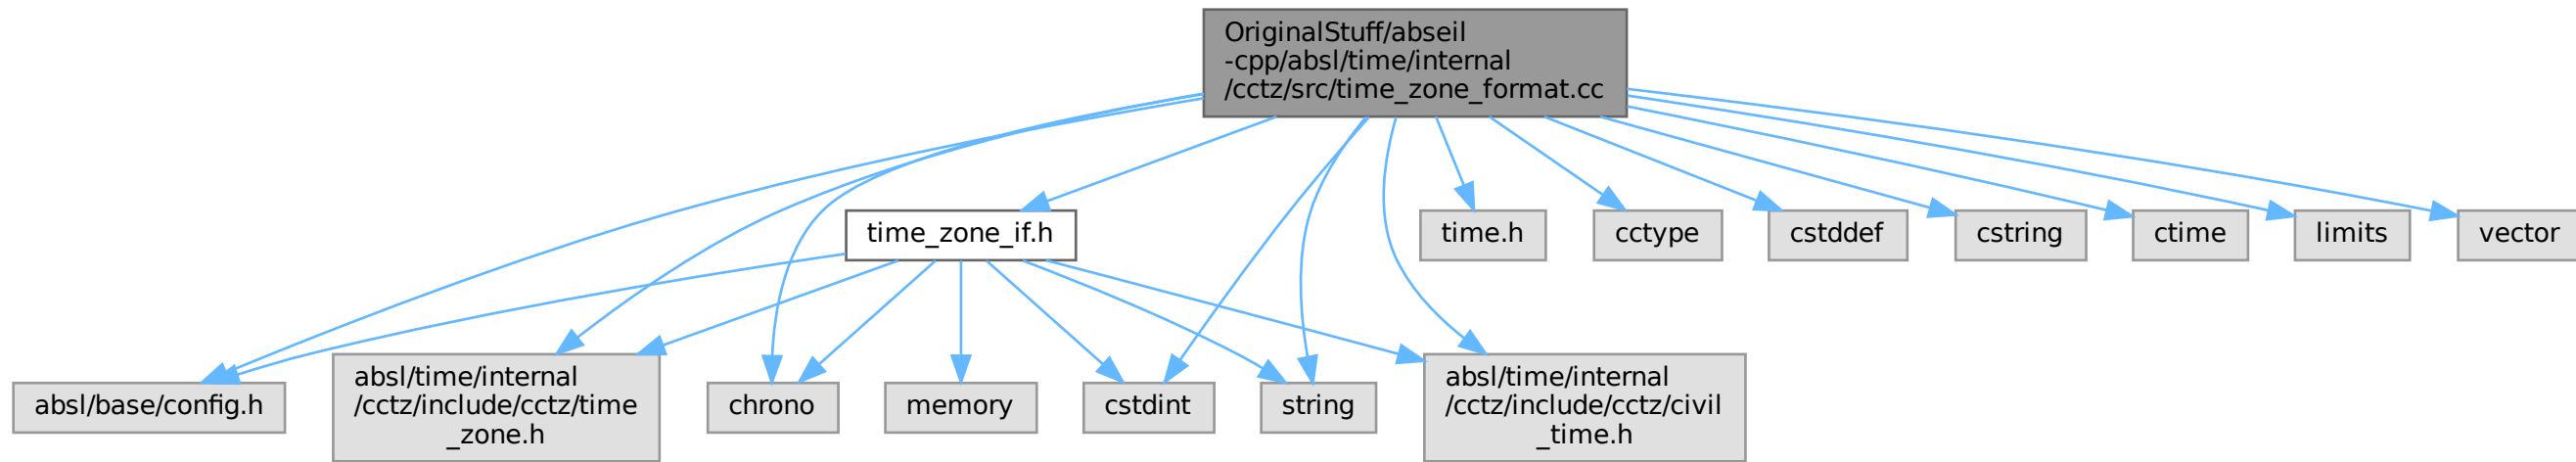 OriginalStuff/abseil
-cpp/absl/time/internal
/cctz/src/time_zone_format.cc
time_zone_if.h
time.h
cctype
cstddef
cstring
ctime
limits
vector
absl/base/config.h
absl/time/internal
/cctz/include/cctz/time
_zone.h
chrono
memory
cstdint
string
absl/time/internal
/cctz/include/cctz/civil
_time.h